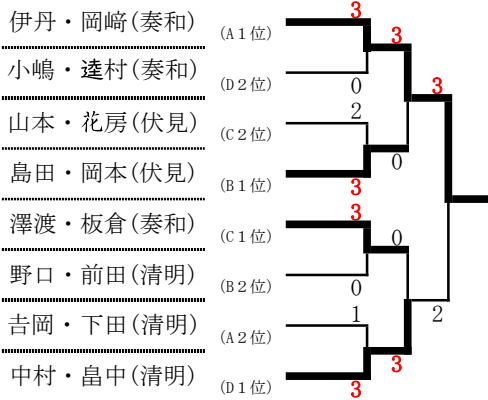 伊丹・岡﨑(奏和) (A1位) 3 3
小嶋・逵村(奏和) (D2位) 0 3
山本・花房(伏見) (C2位) 2
島田・岡本(伏見) (B1位) 3 0
澤渡・板倉(奏和) (C1位) 3 0
野口・前田(清明) (B2位) 0
𠮷岡・下田(清明) (A2位) 1 2
中村・畠中(清明) (D1位) 3 3